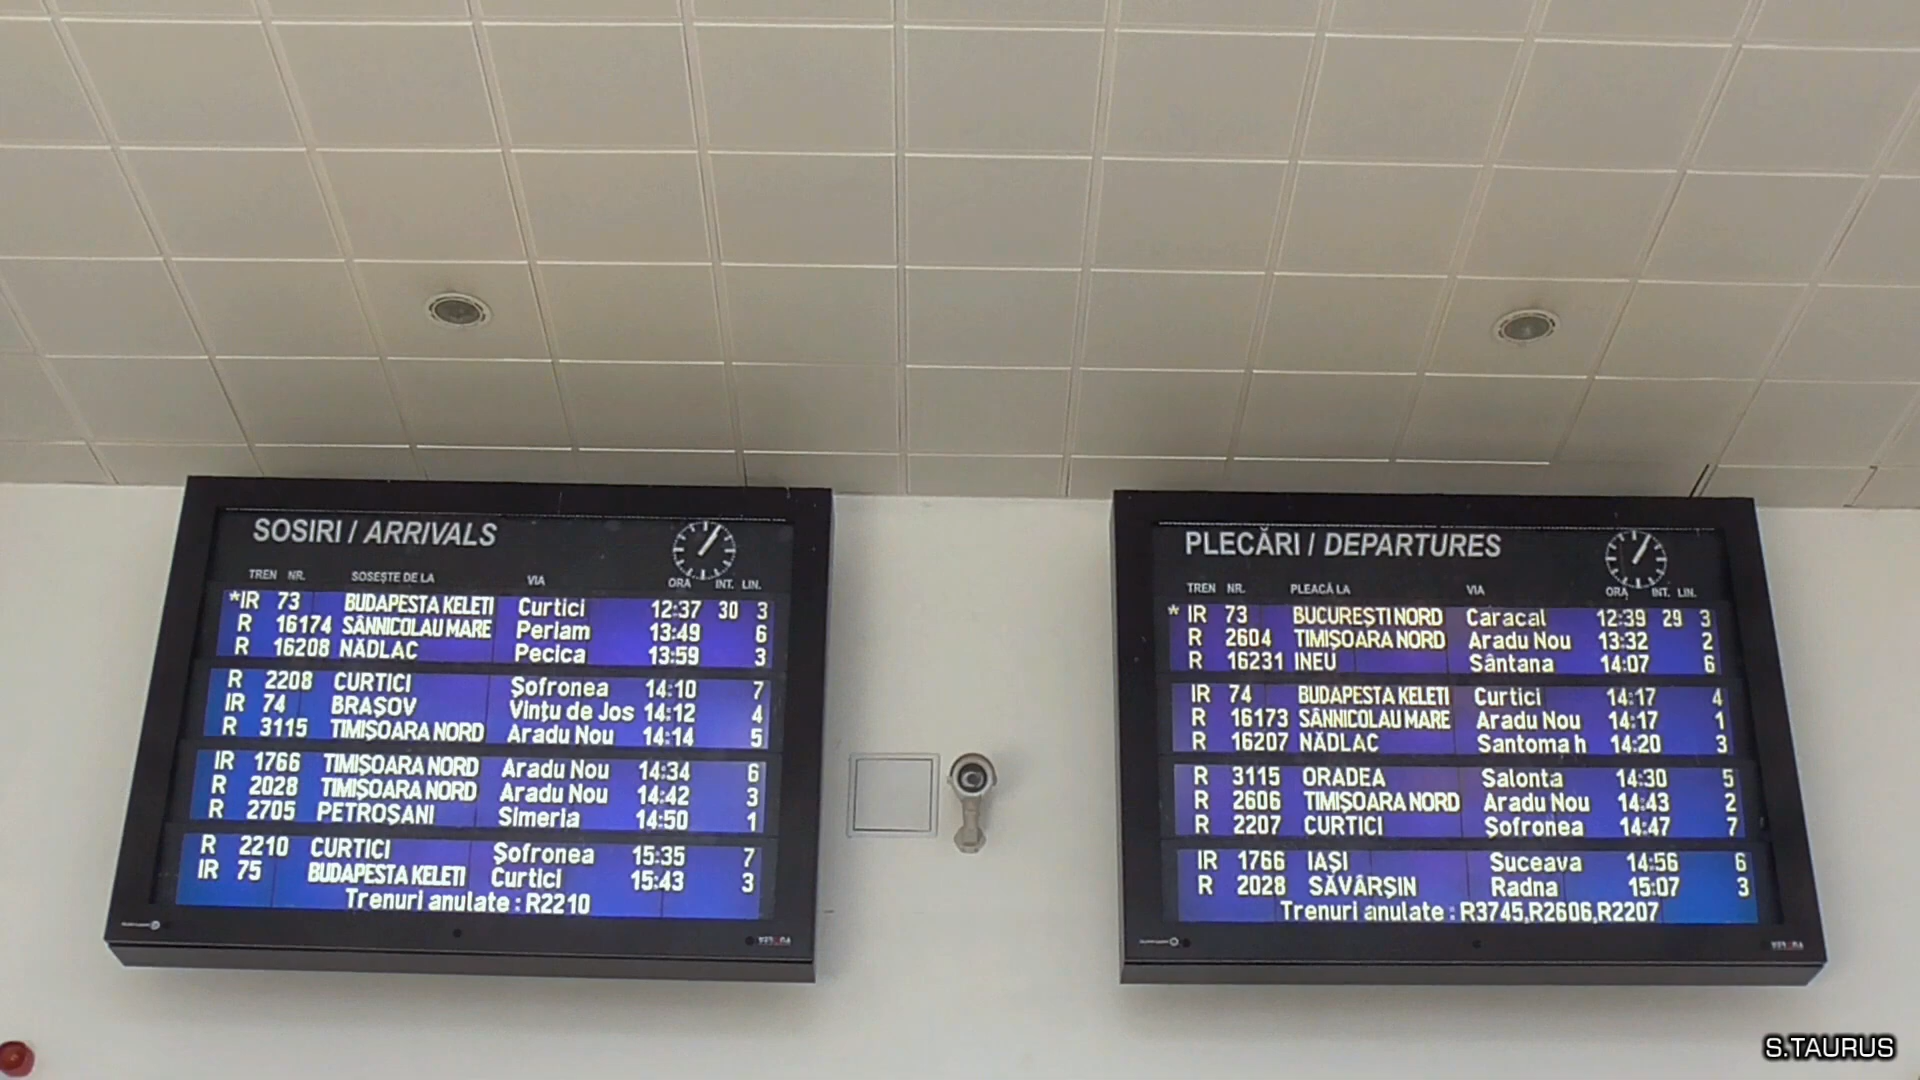 SOSIRI / ARRIVALS
TREN NR. SOSEȘTE DE LA VIA ORA INT. LIN.
*IR 73 BUDAPESTA KELETI Curtici 12:37 30 3
R 16174 SÂNNICOLAU MARE Periam 13:49 6
R 16208 NĂDLAC Pecica 13:59 3
R 2208 CURTICI Șofronea 14:10 7
IR 74 BRAȘOV Vințu de Jos 14:12 4
R 3115 TIMIȘOARA NORD Aradu Nou 14:14 5
IR 1766 TIMIȘOARA NORD Aradu Nou 14:34 6
R 2028 TIMIȘOARA NORD Aradu Nou 14:42 3
R 2705 PETROȘANI Simeria 14:50 1
R 2210 CURTICI Șofronea 15:35 7
IR 75 BUDAPESTA KELETI Curtici 15:43 3
Trenuri anulate : R2210
PLECĂRI / DEPARTURES
TREN NR. PLEACĂ LA VIA ORA INT. LIN.
* IR 73 BUCUREȘTI NORD Caracal 12:39 29 3
R 2604 TIMIȘOARA NORD Aradu Nou 13:32 2
R 16231 INEU Sântana 14:07 6
IR 74 BUDAPESTA KELETI Curtici 14:17 4
R 16173 SÂNNICOLAU MARE Aradu Nou 14:17 1
R 16207 NĂDLAC Santoma h 14:20 3
R 3115 ORADEA Salonta 14:30 5
R 2606 TIMIȘOARA NORD Aradu Nou 14:43 2
R 2207 CURTICI Șofronea 14:47 7
IR 1766 IAȘI Suceava 14:56 6
R 2028 SĂVÂRȘIN Radna 15:07 3
Trenuri anulate : R3745,R2606,R2207
S.TAURUS